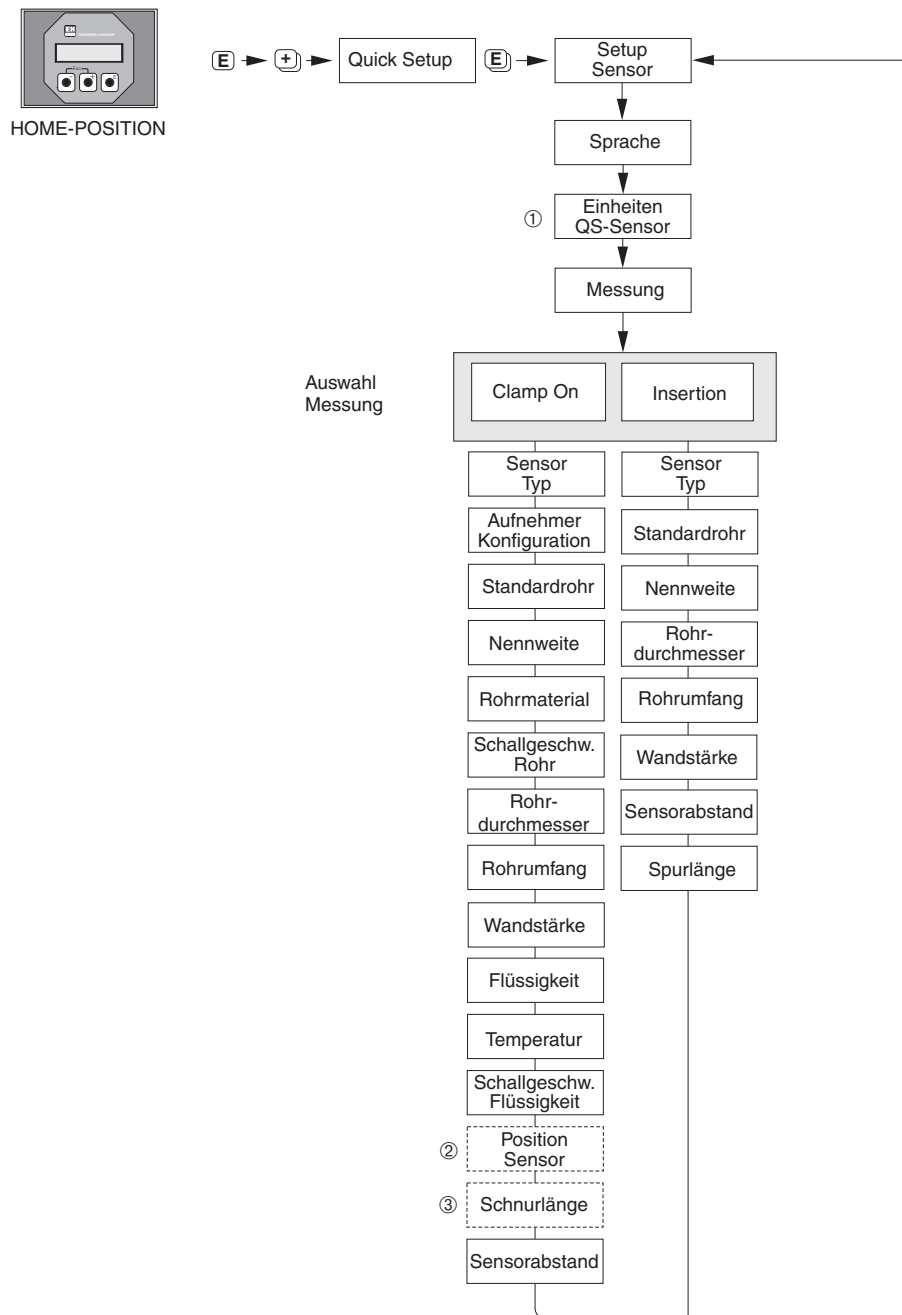 HOME-POSITION
E
+
Quick Setup
E
Setup
Sensor
Sprache
①
Einheiten
QS-Sensor
Messung
Auswahl
Messung
Clamp On
Insertion
Sensor
Typ
Aufnehmer
Konfiguration
Standardrohr
Nennweite
Rohrmaterial
Schallgeschw.
Rohr
Rohr-
durchmesser
Rohrumfang
Wandstärke
Flüssigkeit
Temperatur
Schallgeschw.
Flüssigkeit
②
Position
Sensor
③
Schnurlänge
Sensorabstand
Sensor
Typ
Standardrohr
Nennweite
Rohr-
durchmesser
Rohrumfang
Wandstärke
Sensorabstand
Spurlänge